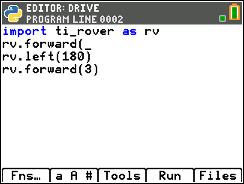 EDITOR: DRIVE
PROGRAM LINE 0002
import ti_rover as rv
rv.forward(_
rv.left(180)
rv.forward(3)
Fns… a A # Tools Run Files